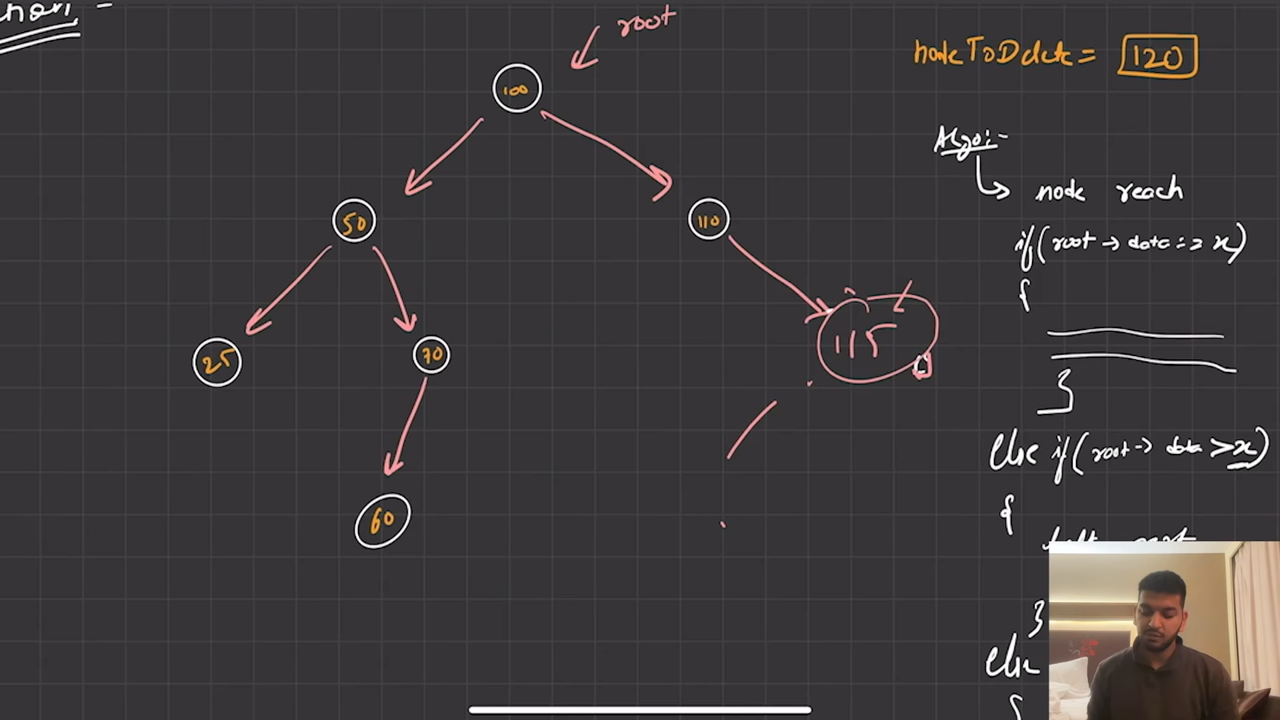 root
nodeToDelete = 120
100
Algo:-
node reach
50
110
if(root → data == x)
{
25
70
115
}
else if(root → data > x)
{
60
}
else
{